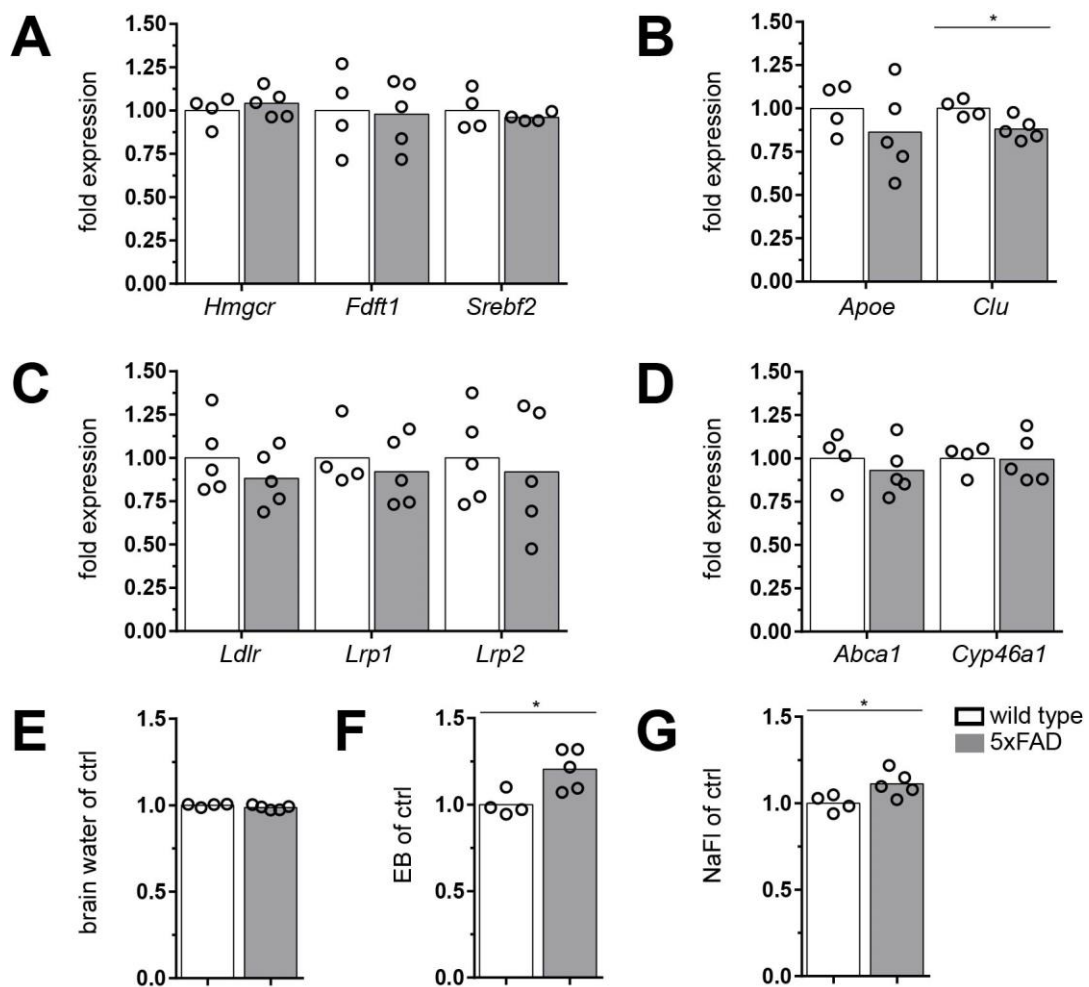 A
fold expression
1.50
1.25
1.00
0.75
0.50
0.25
0.00
Hmgcr Fdft1 Srebf2
B
*
fold expression
1.50
1.25
1.00
0.75
0.50
0.25
0.00
Apoe Clu
C
fold expression
1.50
1.25
1.00
0.75
0.50
0.25
0.00
Ldlr Lrp1 Lrp2
D
fold expression
1.50
1.25
1.00
0.75
0.50
0.25
0.00
Abca1 Cyp46a1
E
brain water of ctrl
1.5
1.0
0.5
0.0
F
*
EB of ctrl
1.5
1.0
0.5
0.0
G
*
NaFl of ctrl
1.5
1.0
0.5
0.0
wild type
5xFAD